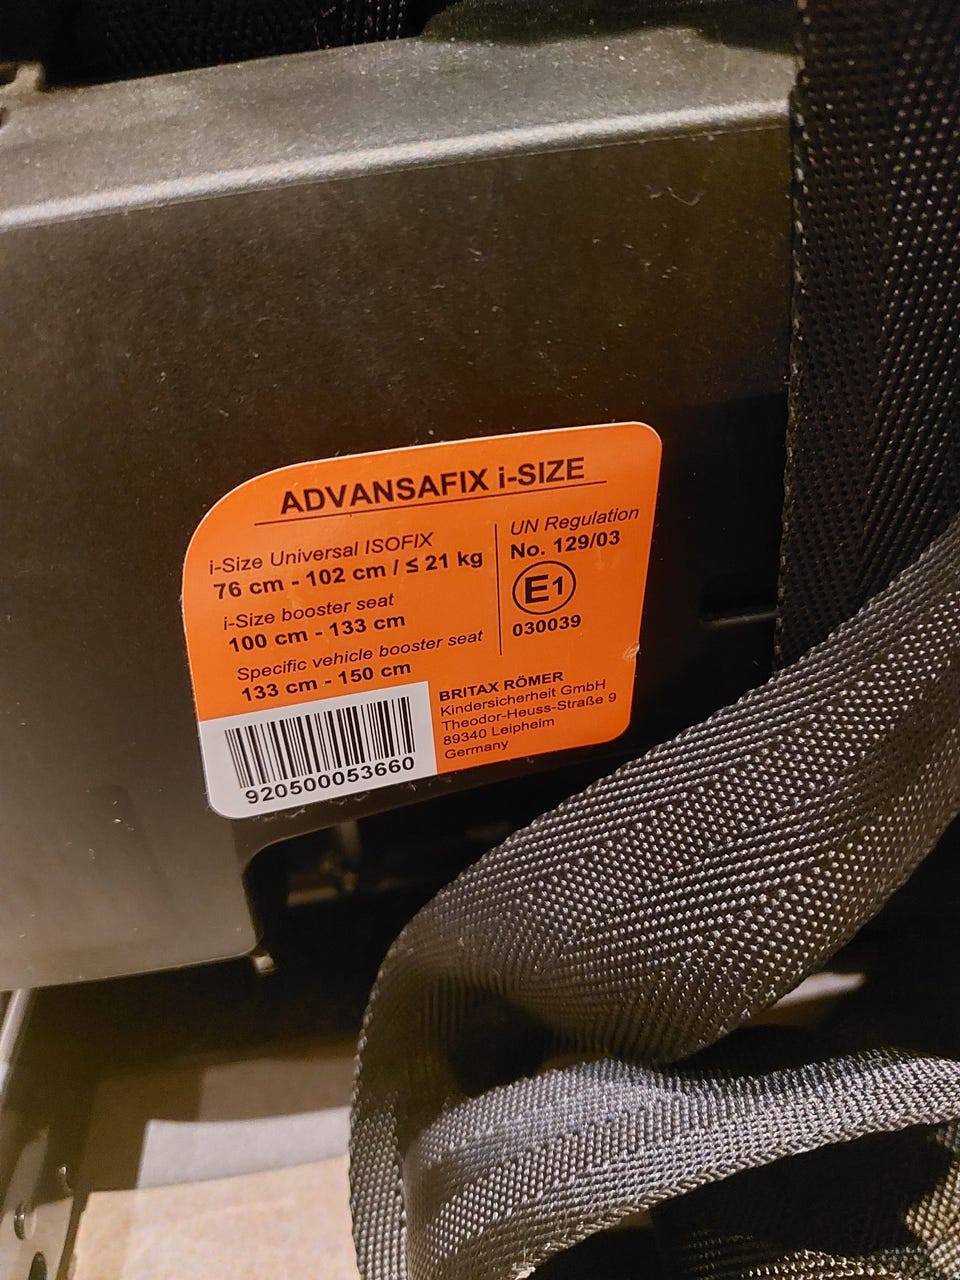 ADVANSAFIX i-SIZE
i-Size Universal ISOFIX
76 cm - 102 cm / ≤ 21 kg
i-Size booster seat
100 cm - 133 cm
Specific vehicle booster seat
133 cm - 150 cm
UN Regulation
No. 129/03
E1
030039
920500053660
BRITAX RÖMER
Kindersicherheit GmbH
Theodor-Heuss-Straße 9
89340 Leipheim
Germany